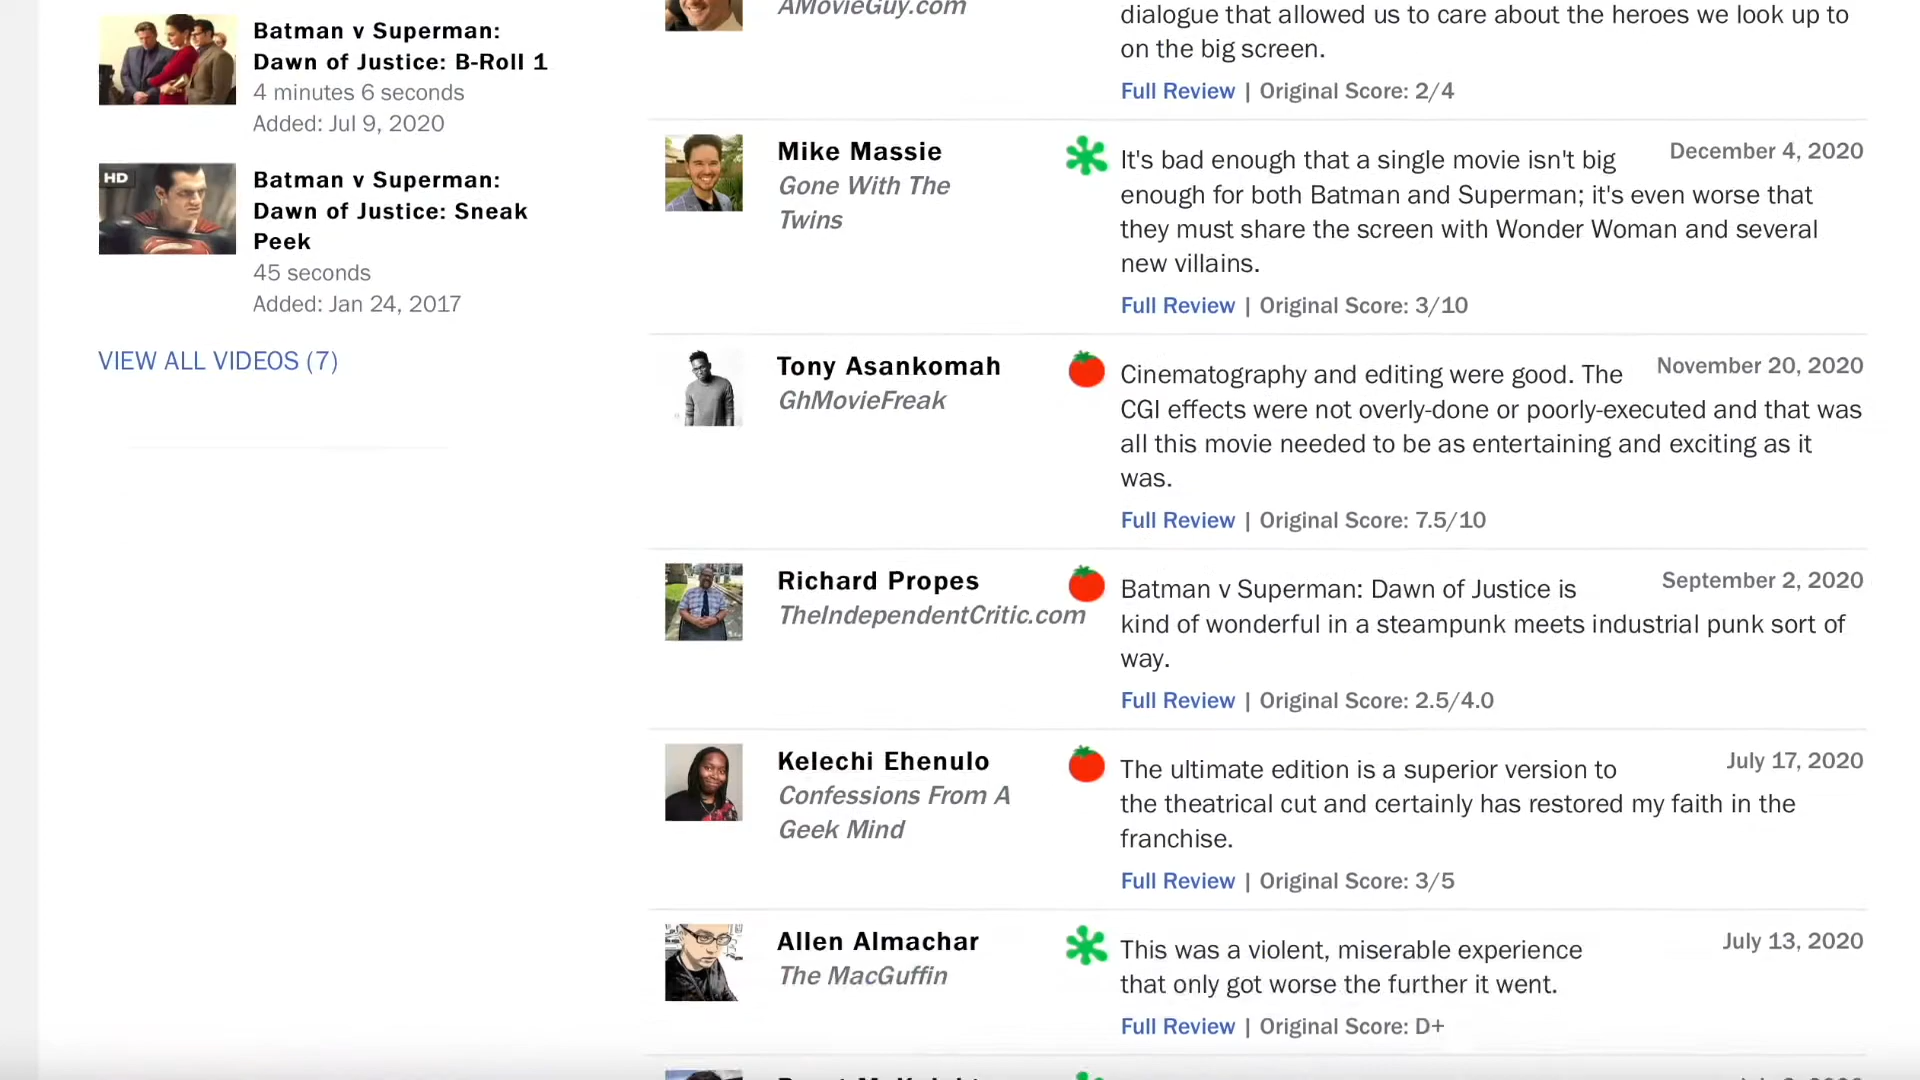 Batman v Superman:
Dawn of Justice: B-Roll 1
4 minutes 6 seconds
Added: Jul 9, 2020
HD
Batman v Superman:
Dawn of Justice: Sneak
Peek
45 seconds
Added: Jan 24, 2017
VIEW ALL VIDEOS (7)
AMovieGuy.com
dialogue that allowed us to care about the heroes we look up to
on the big screen.
Full Review | Original Score: 2/4
Mike Massie
Gone With The
Twins
December 4, 2020
It's bad enough that a single movie isn't big
enough for both Batman and Superman; it's even worse that
they must share the screen with Wonder Woman and several
new villains.
Full Review | Original Score: 3/10
Tony Asankomah
GhMovieFreak
November 20, 2020
Cinematography and editing were good. The
CGI effects were not overly-done or poorly-executed and that was
all this movie needed to be as entertaining and exciting as it
was.
Full Review | Original Score: 7.5/10
Richard Propes
TheIndependentCritic.com
September 2, 2020
Batman v Superman: Dawn of Justice is
kind of wonderful in a steampunk meets industrial punk sort of
way.
Full Review | Original Score: 2.5/4.0
Kelechi Ehenulo
Confessions From A
Geek Mind
July 17, 2020
The ultimate edition is a superior version to
the theatrical cut and certainly has restored my faith in the
franchise.
Full Review | Original Score: 3/5
Allen Almachar
The MacGuffin
July 13, 2020
This was a violent, miserable experience
that only got worse the further it went.
Full Review | Original Score: D+